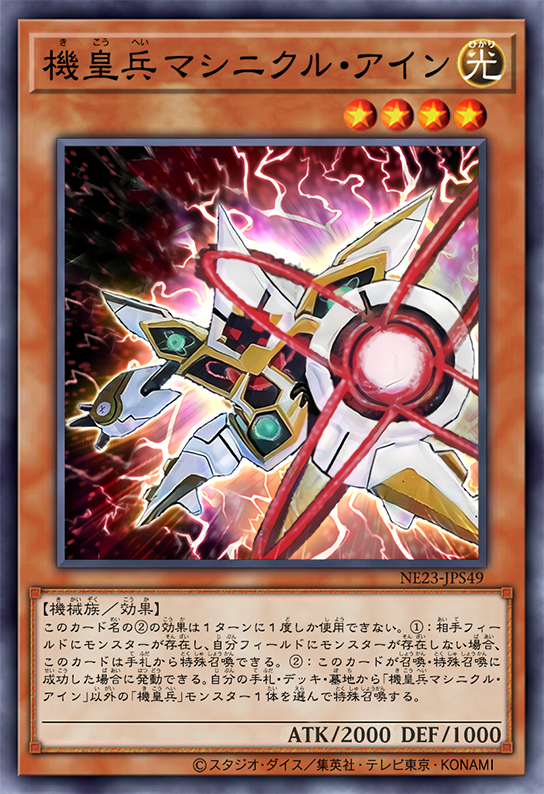 機皇兵マシニクル・アイン
光
NE23-JPS49
【機械族／効果】
このカード名の②の効果は１ターンに１度しか使用できない。①：相手フィー
ルドにモンスターが存在し、自分フィールドにモンスターが存在しない場合、
このカードは手札から特殊召喚できる。②：このカードが召喚・特殊召喚に
成功した場合に発動できる。自分の手札・デッキ・墓地から「機皇兵マシニクル・
アイン」以外の「機皇兵」モンスター１体を選んで特殊召喚する。
ATK/2000 DEF/1000
©スタジオ・ダイス／集英社・テレビ東京・KONAMI